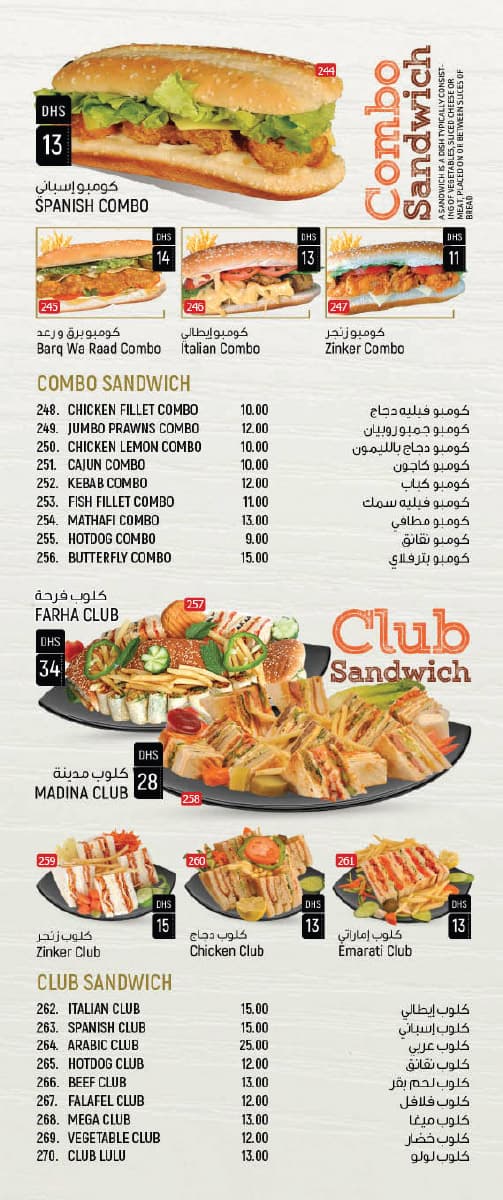 244
DHS
13
كومبو إسباني
SPANISH COMBO
Combo
Sandwich
A SANDWICH IS A DISH TYPICALLY CONSIST-
ING OF VEGETABLES, SLICED CHEESE OR
MEAT, PLACED ON OR BETWEEN SLICES OF
BREAD
DHS
14
245
كومبو برق و رعد
Barq Wa Raad Combo
DHS
13
246
كومبو إيطالي
Italian Combo
DHS
11
247
كومبو زنجر
Zinker Combo
COMBO SANDWICH
248. CHICKEN FILLET COMBO 10.00 كومبو فيليه دجاج
249. JUMBO PRAWNS COMBO 12.00 كومبو جمبو روبيان
250. CHICKEN LEMON COMBO 10.00 كومبو دجاج بالليمون
251. CAJUN COMBO 10.00 كومبو كاجون
252. KEBAB COMBO 12.00 كومبو كباب
253. FISH FILLET COMBO 11.00 كومبو فيليه سمك
254. MATHAFI COMBO 13.00 كومبو مطافي
255. HOTDOG COMBO 9.00 كومبو نقانق
256. BUTTERFLY COMBO 15.00 كومبو بترفلاي
كلوب فرحة
FARHA CLUB
257
DHS
34
Club
Sandwich
كلوب مدينة
MADINA CLUB
DHS
28
258
259
DHS
15
كلوب زنجر
Zinker Club
260
DHS
13
كلوب دجاج
Chicken Club
261
DHS
13
كلوب إماراتي
Emarati Club
CLUB SANDWICH
262. ITALIAN CLUB 15.00 كلوب إيطالي
263. SPANISH CLUB 15.00 كلوب إسباني
264. ARABIC CLUB 25.00 كلوب عربي
265. HOTDOG CLUB 12.00 كلوب نقانق
266. BEEF CLUB 13.00 كلوب لحم بقر
267. FALAFEL CLUB 12.00 كلوب فلافل
268. MEGA CLUB 13.00 كلوب ميغا
269. VEGETABLE CLUB 12.00 كلوب خضار
270. CLUB LULU 13.00 كلوب لولو